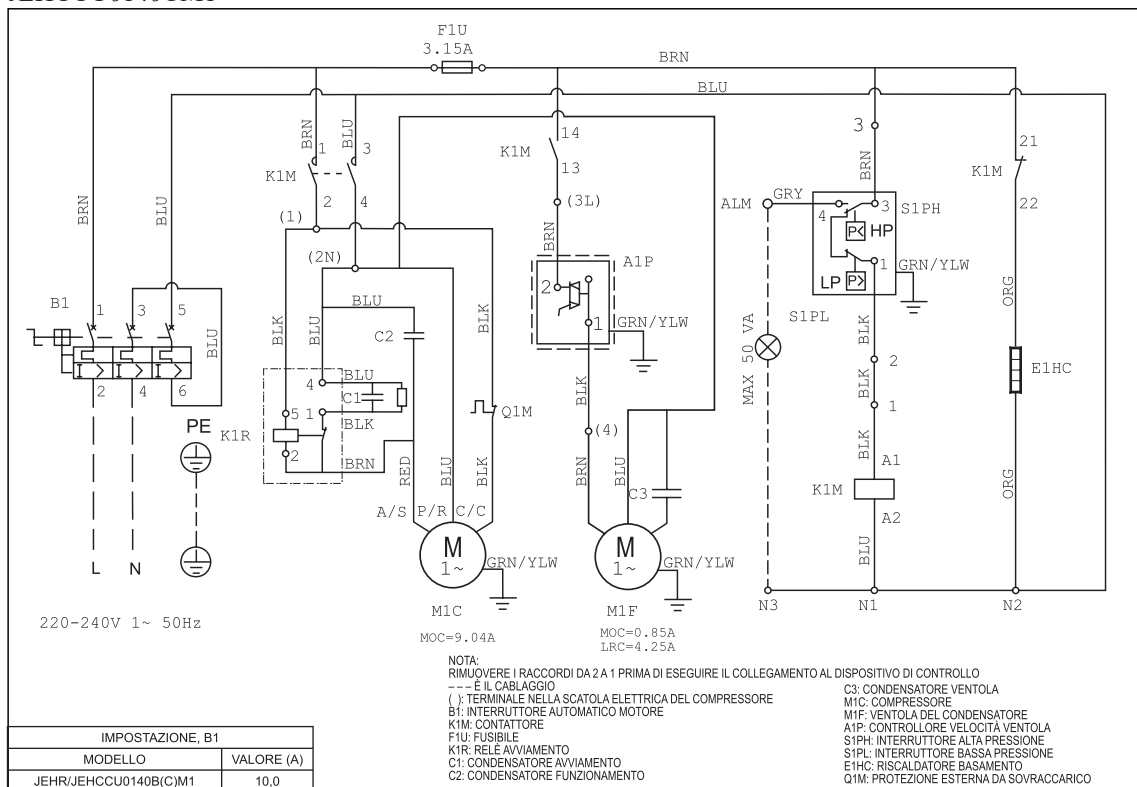 F1U
3.15A
BRN
BLU
BRN
BLU
1
3
K1M
2
4
(1)
(2N)
14
K1M
13
(3L)
BRN
A1P
2
1
GRN/YLW
3
BRN
ALM
GRY
4
3
S1PH
P<
HP
LP
P>
1
GRN/YLW
S1PL
21
K1M
22
ORG
E1HC
ORG
BRN
BLU
B1
1
3
5
BLU
2
4
6
PE
L
N
220-240V 1~ 50Hz
BLK
BLU
BLU
C2
BLK
K1R
4
BLU
C1
5
1
BLK
2
BRN
Q1M
RED
BLU
BLK
A/S
P/R
C/C
M
1~
GRN/YLW
M1C
MOC=9.04A
BLK
(4)
BRN
BLU
C3
M
1~
GRN/YLW
M1F
MOC=0.85A
LRC=4.25A
MAX 50 VA
BLK
2
BLK
1
BLK
A1
K1M
A2
BLU
N3
N1
N2
NOTA:
RIMUOVERE I RACCORDI DA 2 A 1 PRIMA DI ESEGUIRE IL COLLEGAMENTO AL DISPOSITIVO DI CONTROLLO
---- È IL CABLAGGIO
( ): TERMINALE NELLA SCATOLA ELETTRICA DEL COMPRESSORE
B1: INTERRUTTORE AUTOMATICO MOTORE
K1M: CONTATTORE
F1U: FUSIBILE
K1R: RELÈ AVVIAMENTO
C1: CONDENSATORE AVVIAMENTO
C2: CONDENSATORE FUNZIONAMENTO
C3: CONDENSATORE VENTOLA
M1C: COMPRESSORE
M1F: VENTOLA DEL CONDENSATORE
A1P: CONTROLLORE VELOCITÀ VENTOLA
S1PH: INTERRUTTORE ALTA PRESSIONE
S1PL: INTERRUTTORE BASSA PRESSIONE
E1HC: RISCALDATORE BASAMENTO
Q1M: PROTEZIONE ESTERNA DA SOVRACCARICO
IMPOSTAZIONE, B1
MODELLO VALORE (A)
JEHR/JEHCCU0140B(C)M1 10,0